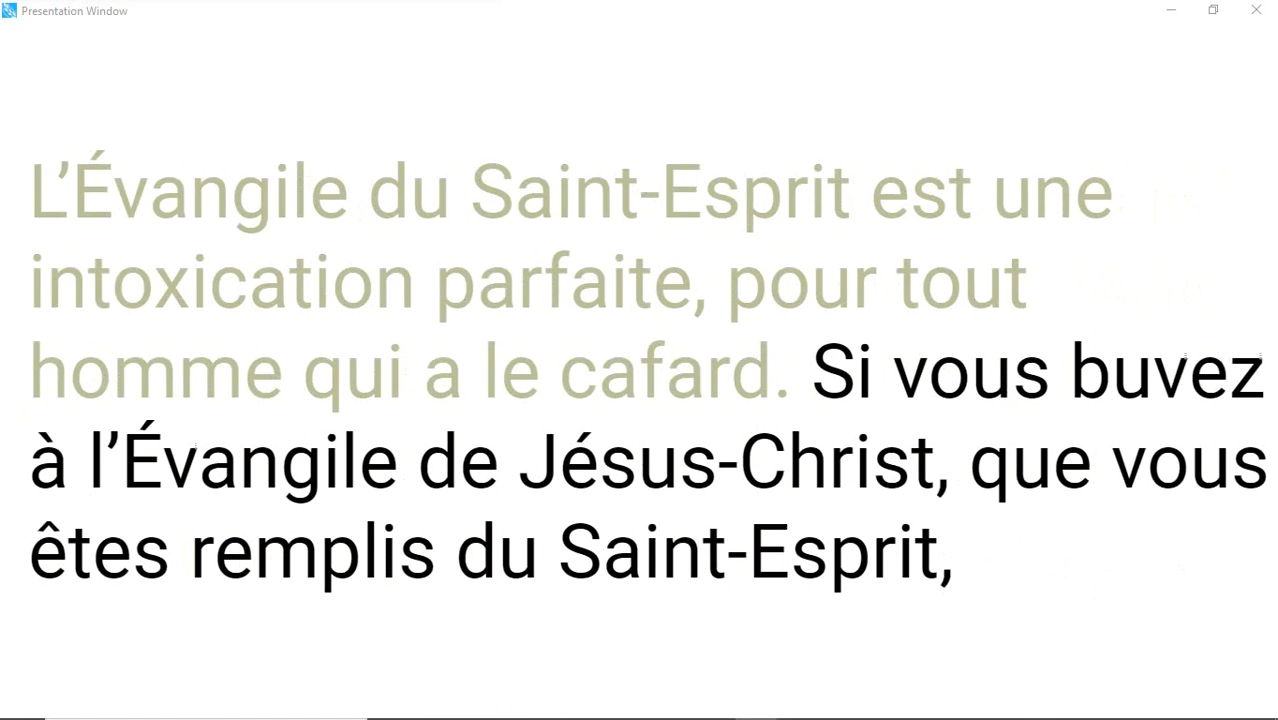 Presentation Window
L’Évangile du Saint-Esprit est une
intoxication parfaite, pour tout
homme qui a le cafard. Si vous buvez
à l’Évangile de Jésus-Christ, que vous
êtes remplis du Saint-Esprit,